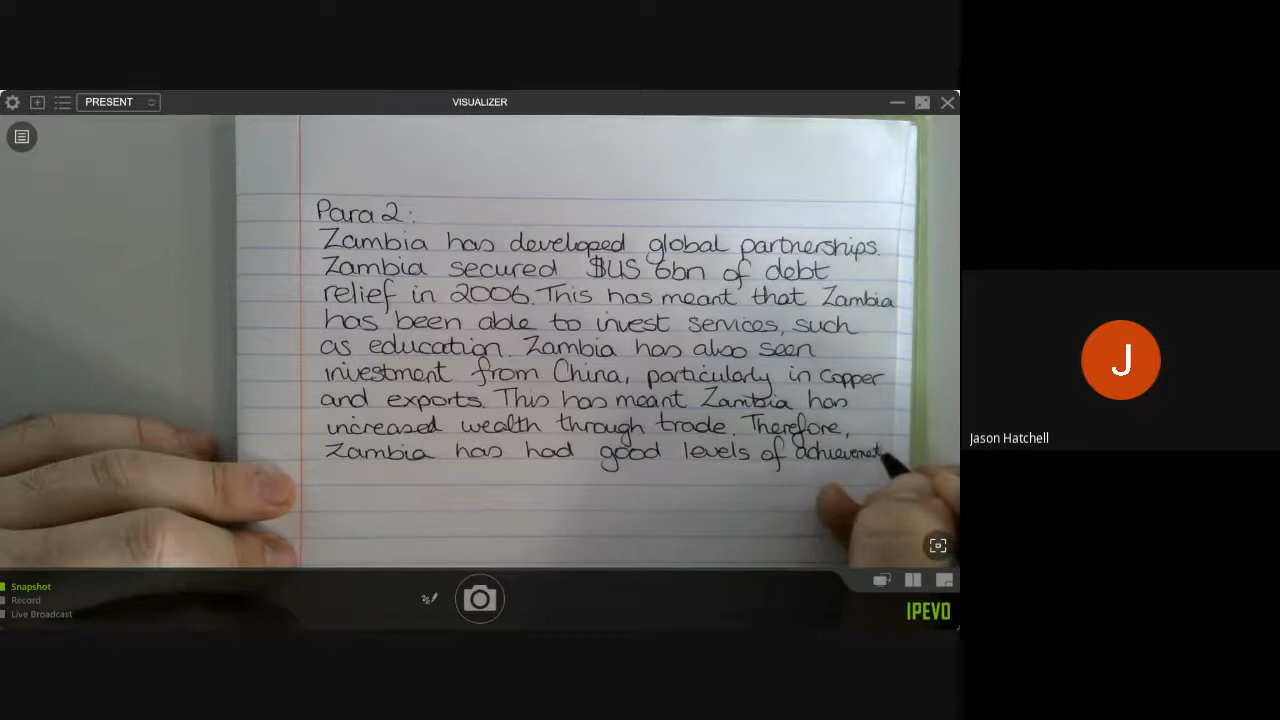 PRESENT
VISUALIZER
Para 2:
Zambia has developed global partnerships.
Zambia secured $US 6bn of debt
relief in 2006. This has meant that Zambia
has been able to invest services, such
as education. Zambia has also seen
investment from China, particularly in copper
and exports. This has meant Zambia has
increased wealth through trade. Therefore,
Zambia has had good levels of achievement
J
Jason Hatchell
Snapshot
Record
Live Broadcast
IPEVO